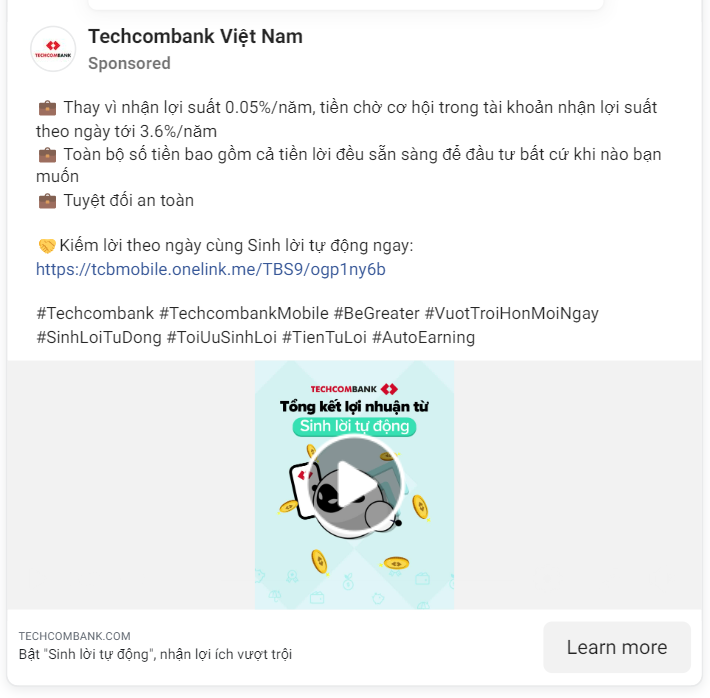 TECHCOMBANK
Techcombank Việt Nam
Sponsored
💼 Thay vì nhận lợi suất 0.05%/năm, tiền chờ cơ hội trong tài khoản nhận lợi suất
theo ngày tới 3.6%/năm
💼 Toàn bộ số tiền bao gồm cả tiền lời đều sẵn sàng để đầu tư bất cứ khi nào bạn
muốn
💼 Tuyệt đối an toàn
🤝Kiếm lời theo ngày cùng Sinh lời tự động ngay:
https://tcbmobile.onelink.me/TBS9/ogp1ny6b
#Techcombank #TechcombankMobile #BeGreater #VuotTroiHonMoiNgay
#SinhLoiTuDong #ToiUuSinhLoi #TienTuLoi #AutoEarning
TECHCOMBANK
Tổng kết lợi nhuận từ
Sinh lời tự động
TECHCOMBANK.COM
Bật "Sinh lời tự động", nhận lợi ích vượt trội
Learn more